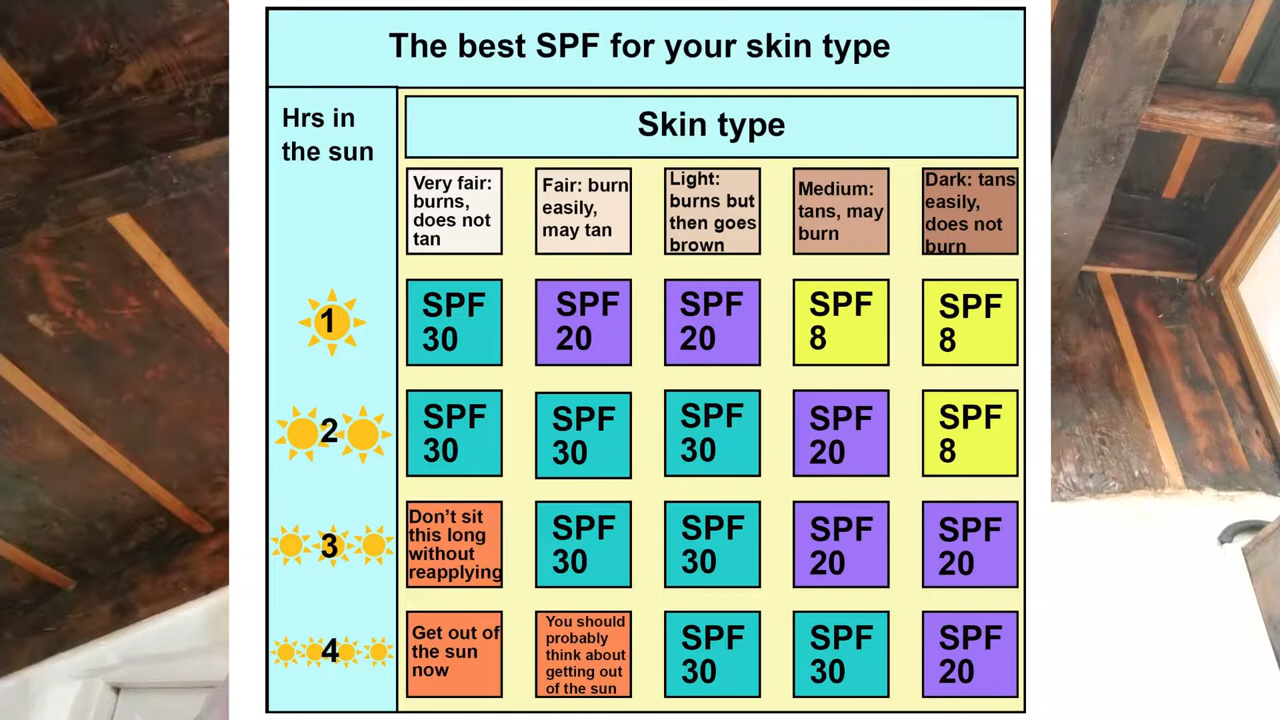 The best SPF for your skin type
Hrs in
the sun
Skin type
Very fair:
burns,
does not
tan
Fair: burn
easily,
may tan
Light:
burns but
then goes
brown
Medium:
tans, may
burn
Dark: tans
easily,
does not
burn
1
SPF
30
SPF
20
SPF
20
SPF
8
SPF
8
2
SPF
30
SPF
30
SPF
30
SPF
20
SPF
8
3
Don't sit
this long
without
reapplying
SPF
30
SPF
30
SPF
20
SPF
20
4
Get out of
the sun
now
You should
probably
think about
getting out
of the sun
SPF
30
SPF
30
SPF
20